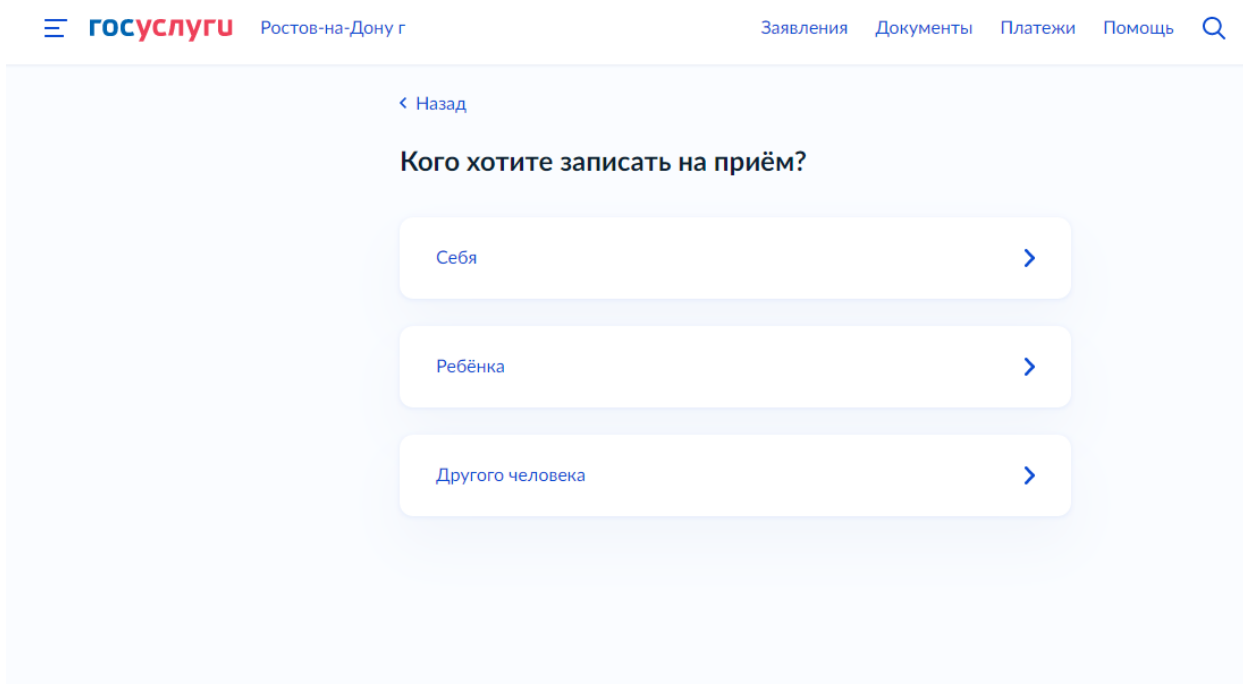 госуслуги Ростов-на-Дону г Заявления Документы Платежи Помощь
Назад
Кого хотите записать на приём?
Себя
Ребёнка
Другого человека